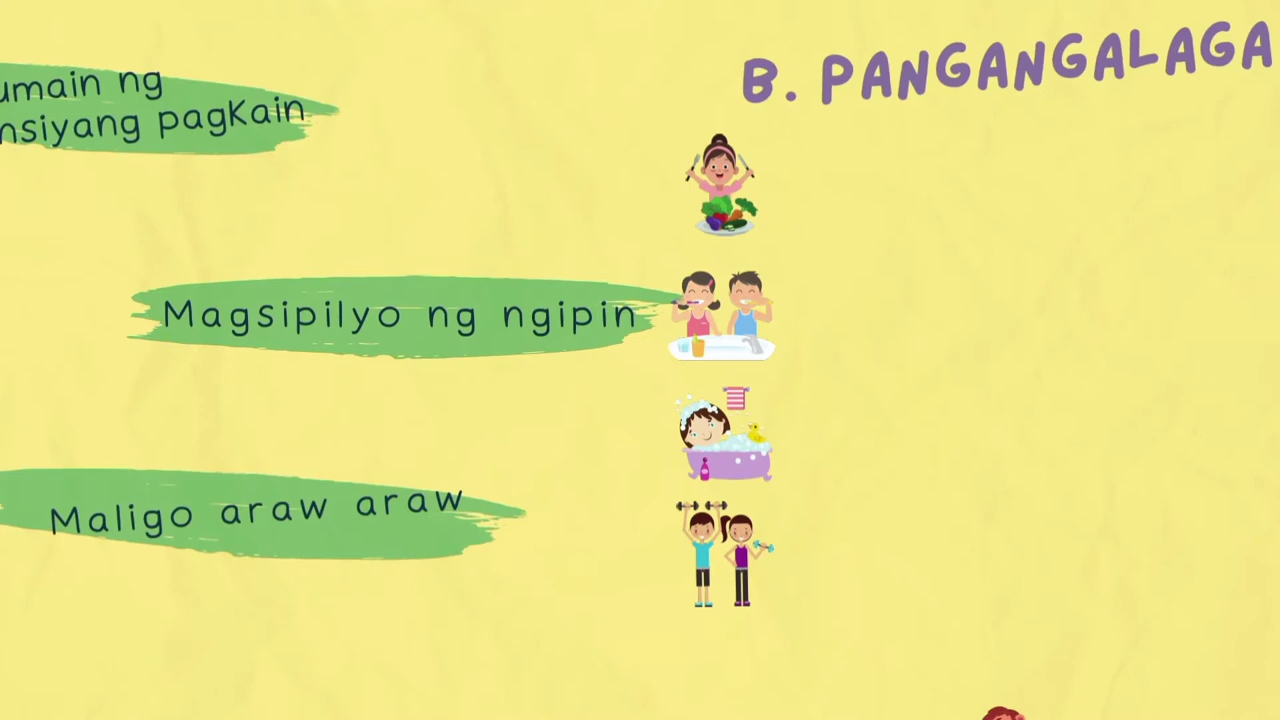 B. PANGANGALAGA
umain ng
nsiyang pagkain
Magsipilyo ng ngipin
Maligo araw araw